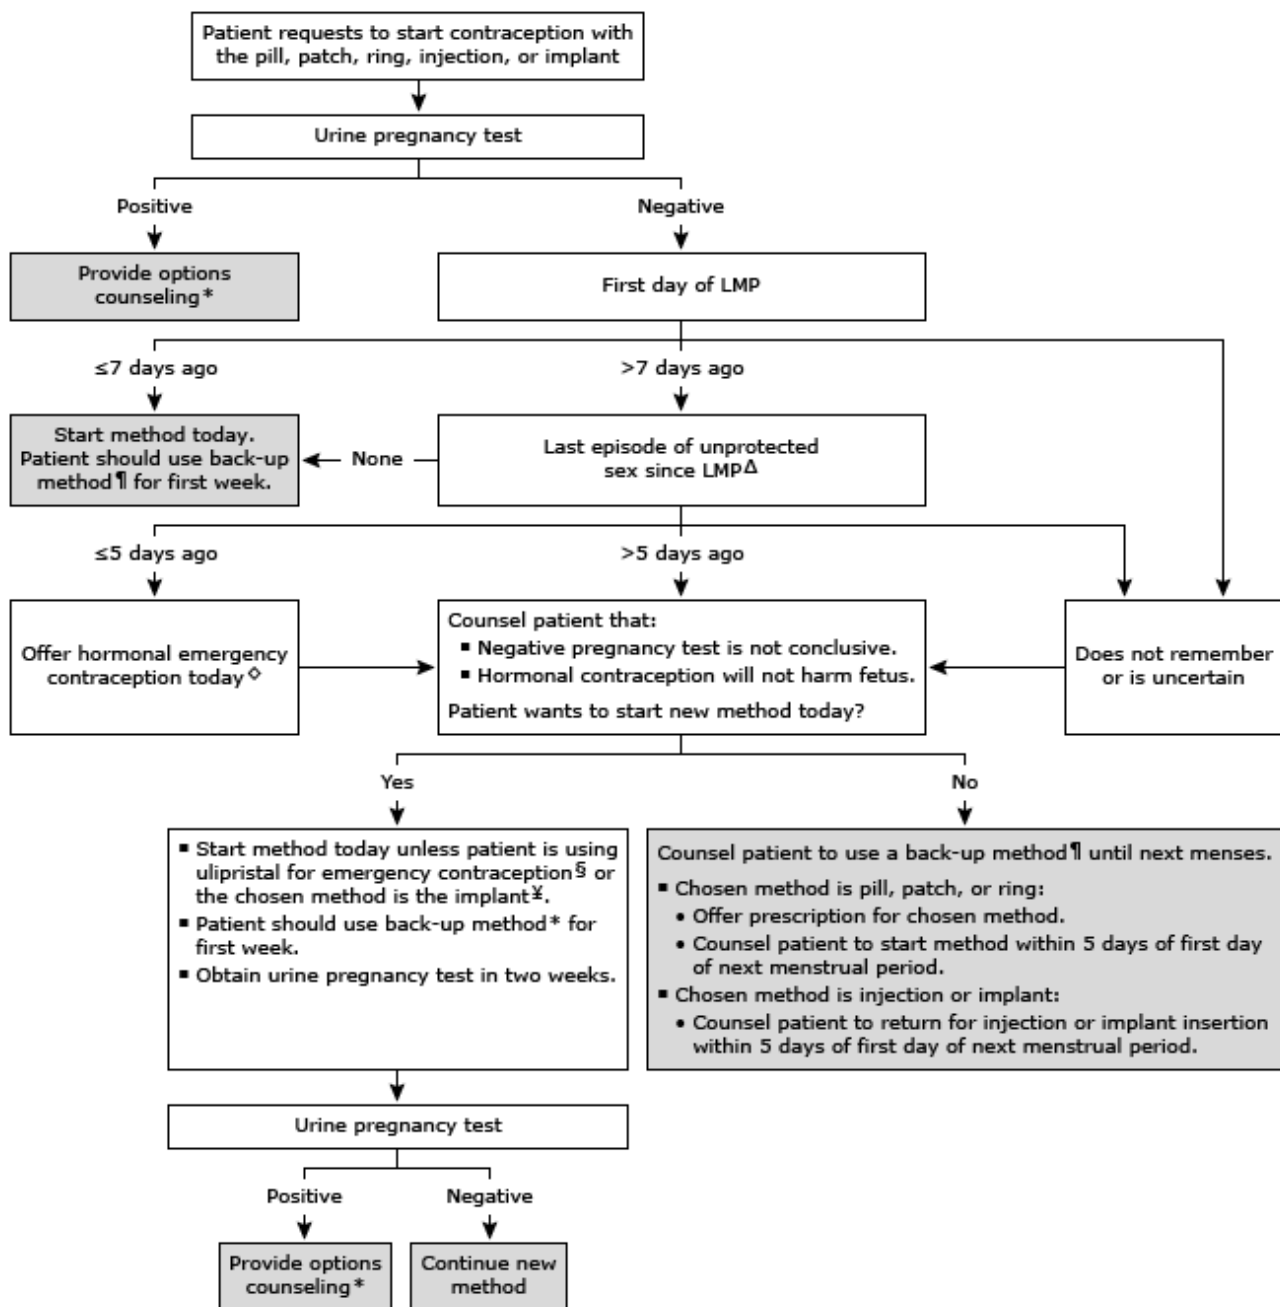 Patient requests to start contraception with
the pill, patch, ring, injection, or implant
Urine pregnancy test
Positive
Negative
Provide options
counseling*
First day of LMP
≤7 days ago
>7 days ago
Start method today.
Patient should use back-up
method¶ for first week.
None
Last episode of unprotected
sex since LMPΔ
≤5 days ago
>5 days ago
Offer hormonal emergency
contraception today◇
Counsel patient that:
▪ Negative pregnancy test is not conclusive.
▪ Hormonal contraception will not harm fetus.
Patient wants to start new method today?
Does not remember
or is uncertain
Yes
No
▪ Start method today unless patient is using
ulipristal for emergency contraception§ or
the chosen method is the implant¥.
▪ Patient should use back-up method* for
first week.
▪ Obtain urine pregnancy test in two weeks.
Counsel patient to use a back-up method¶ until next menses.
▪ Chosen method is pill, patch, or ring:
• Offer prescription for chosen method.
• Counsel patient to start method within 5 days of first day
of next menstrual period.
▪ Chosen method is injection or implant:
• Counsel patient to return for injection or implant insertion
within 5 days of first day of next menstrual period.
Urine pregnancy test
Positive
Negative
Provide options
counseling*
Continue new
method